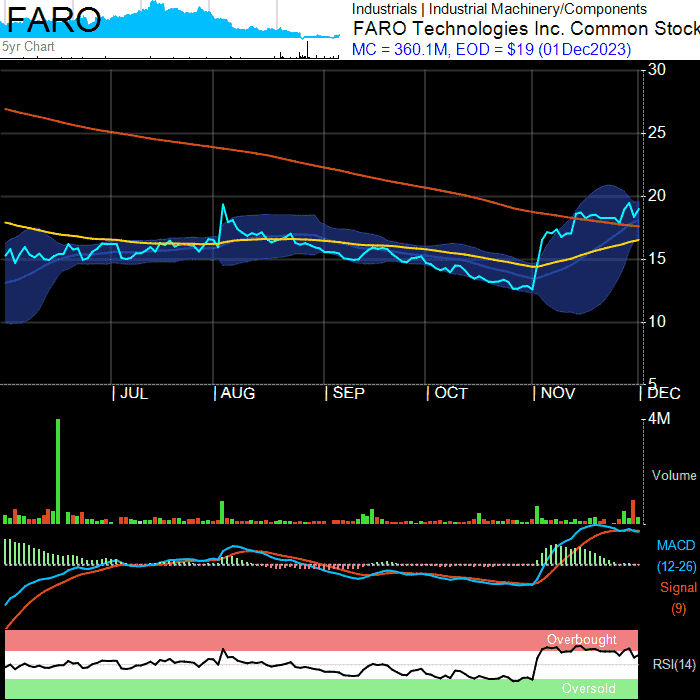 FARO
Industrials | Industrial Machinery/Components
FARO Technologies Inc. Common Stock
MC = 360.1M, EOD = $19 (01Dec2023)
5yr Chart
30
25
20
15
10
5
JUL
AUG
SEP
OCT
NOV
DEC
4M
Volume
MACD
(12-26)
Signal
(9)
Overbought
RSI(14)
Oversold